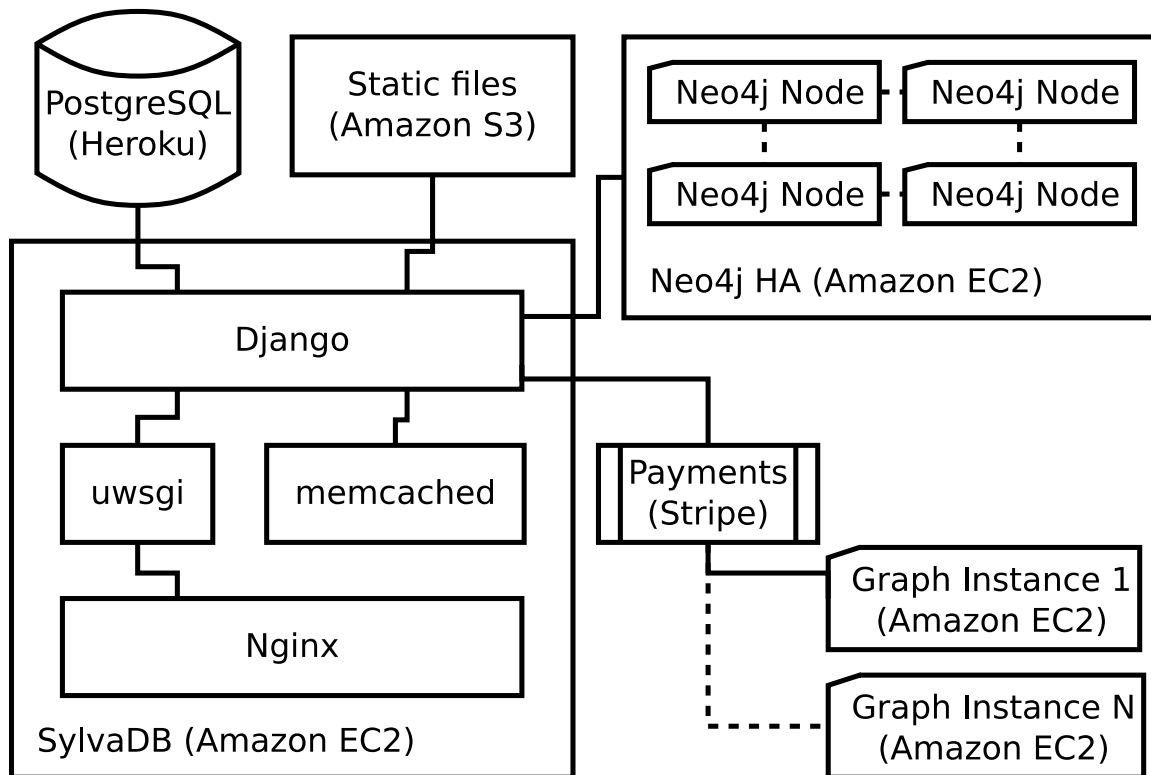 PostgreSQL
(Heroku)
Static files
(Amazon S3)
Neo4j Node
Neo4j Node
Neo4j Node
Neo4j Node
Neo4j HA (Amazon EC2)
Django
uwsgi
memcached
Payments
(Stripe)
Nginx
Graph Instance 1
(Amazon EC2)
Graph Instance N
(Amazon EC2)
SylvaDB (Amazon EC2)